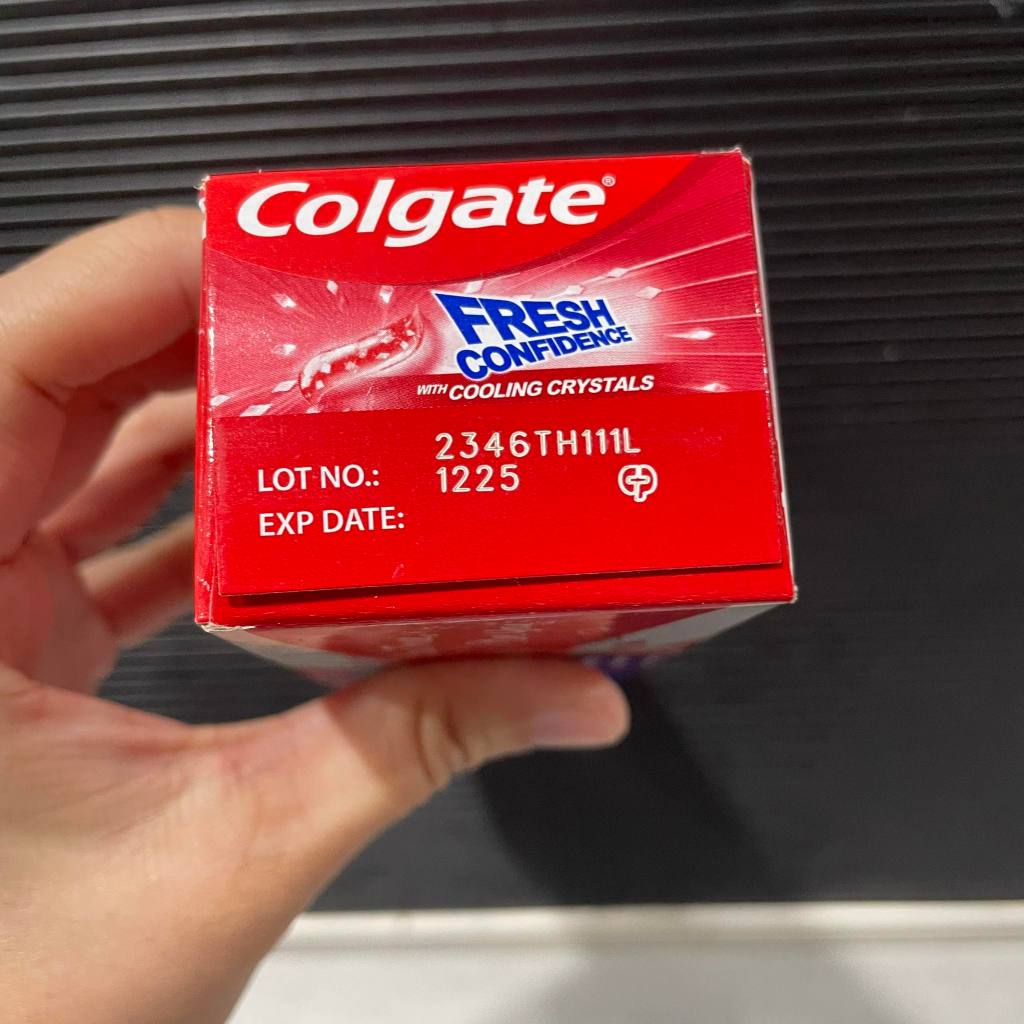 Colgate®
FRESH
CONFIDENCE
WITH COOLING CRYSTALS
2346TH111L
LOT NO.: 1225
EXP DATE: